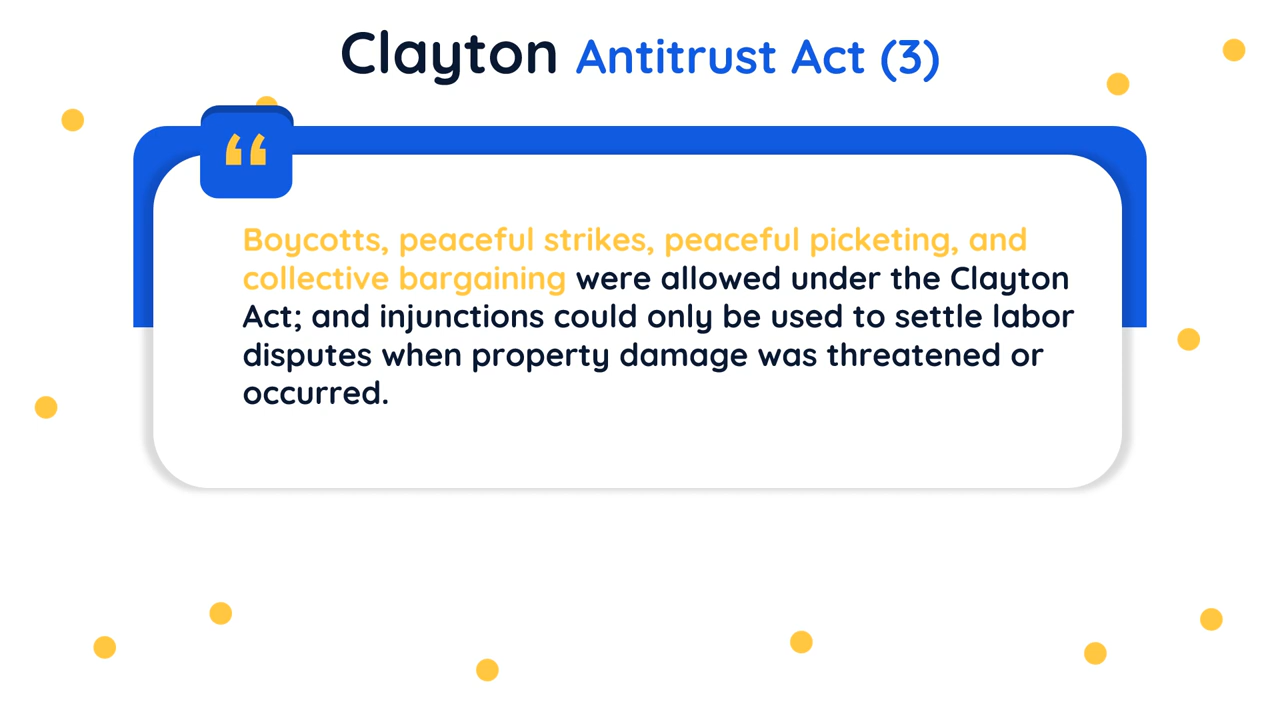 Clayton Antitrust Act (3)
“
Boycotts, peaceful strikes, peaceful picketing, and
collective bargaining were allowed under the Clayton
Act; and injunctions could only be used to settle labor
disputes when property damage was threatened or
occurred.